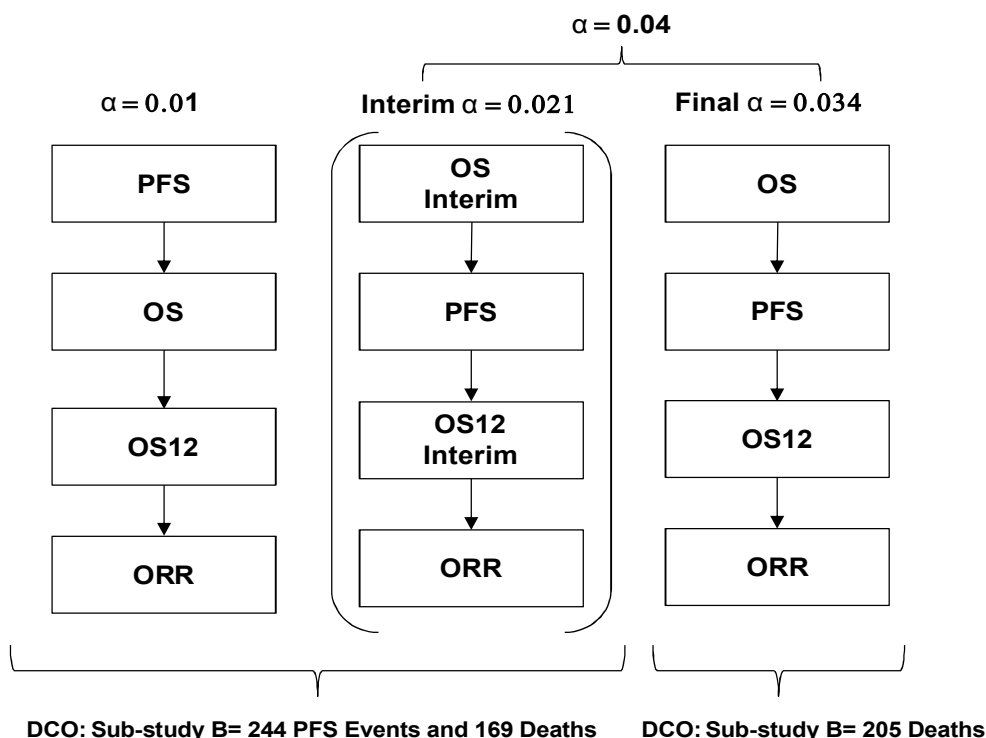 α = 0.04
α = 0.01
Interim α = 0.021
Final α = 0.034
PFS
OS
OS12
ORR
OS
Interim
PFS
OS12
Interim
ORR
OS
PFS
OS12
ORR
DCO: Sub-study B= 244 PFS Events and 169 Deaths
DCO: Sub-study B= 205 Deaths